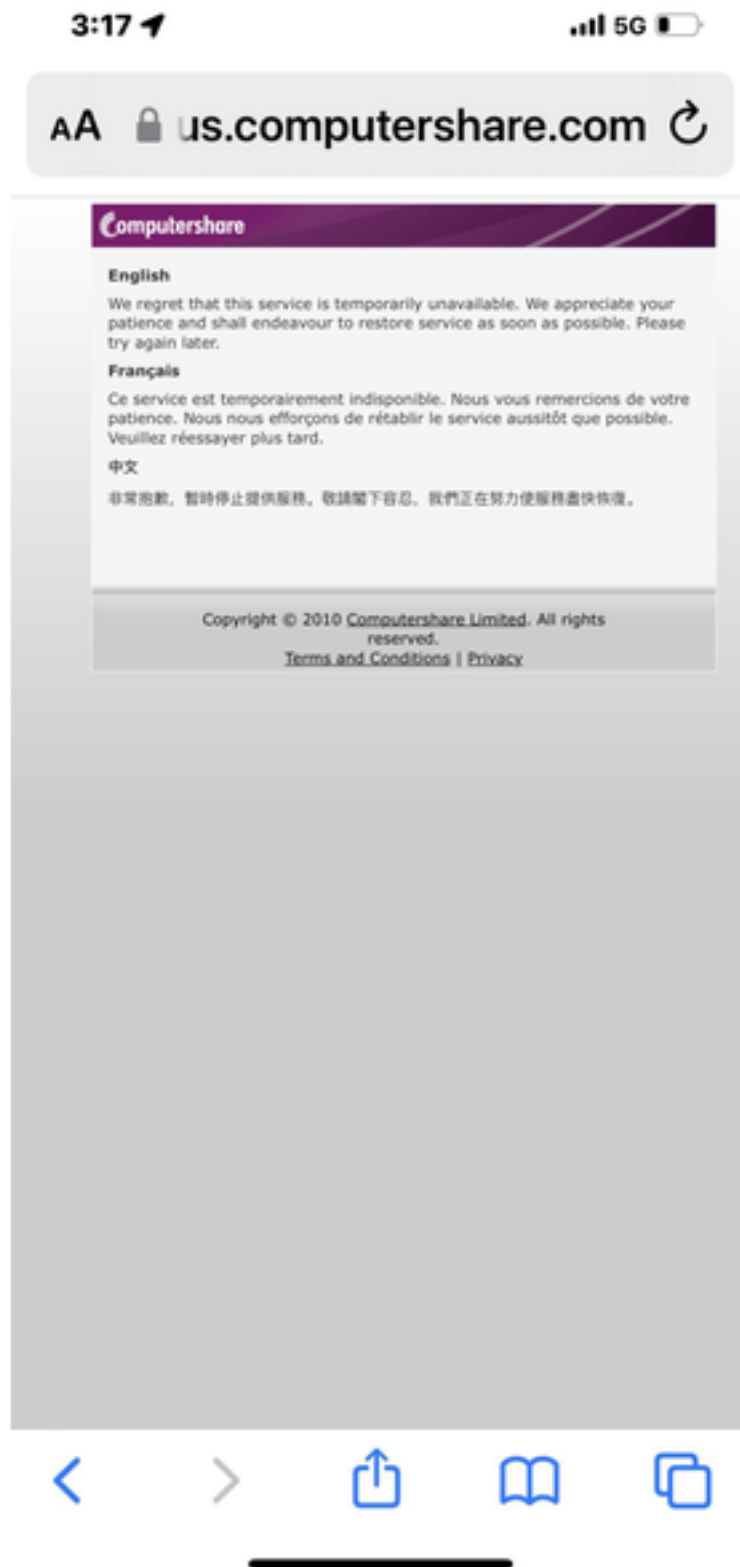 3:17
5G
AA us.computershare.com
Computershare
English
We regret that this service is temporarily unavailable. We appreciate your
patience and shall endeavour to restore service as soon as possible. Please
try again later.
Français
Ce service est temporairement indisponible. Nous vous remercions de votre
patience. Nous nous efforçons de rétablir le service aussitôt que possible.
Veuillez réessayer plus tard.
中文
非常抱歉，暫時停止提供服務。敬請閣下容忍，我們正在努力使服務盡快恢復。
Copyright © 2010 Computershare Limited. All rights
reserved.
Terms and Conditions | Privacy